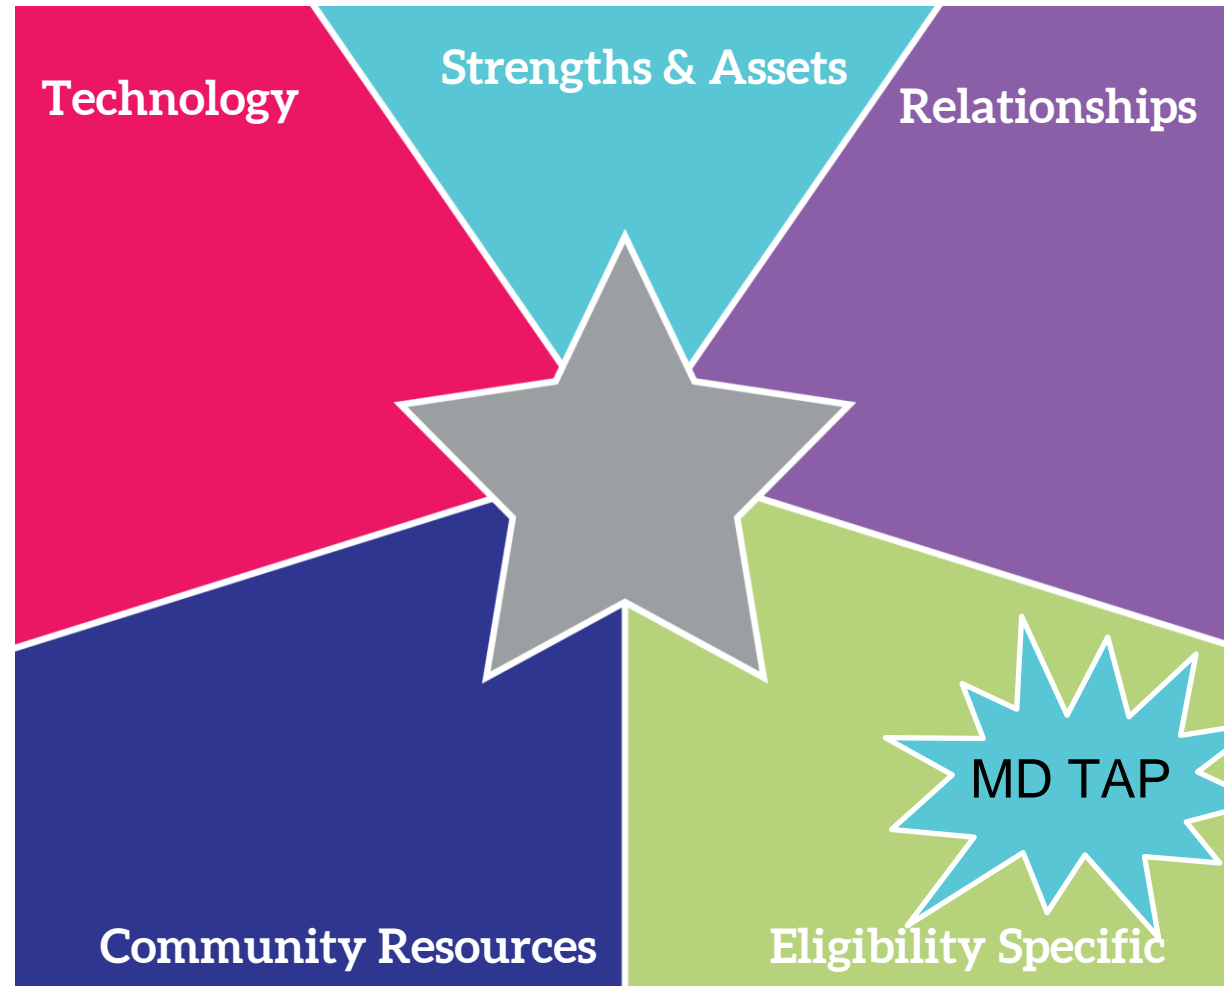 Technology
Strengths & Assets
Relationships
MD TAP
Community Resources
Eligibility Specific